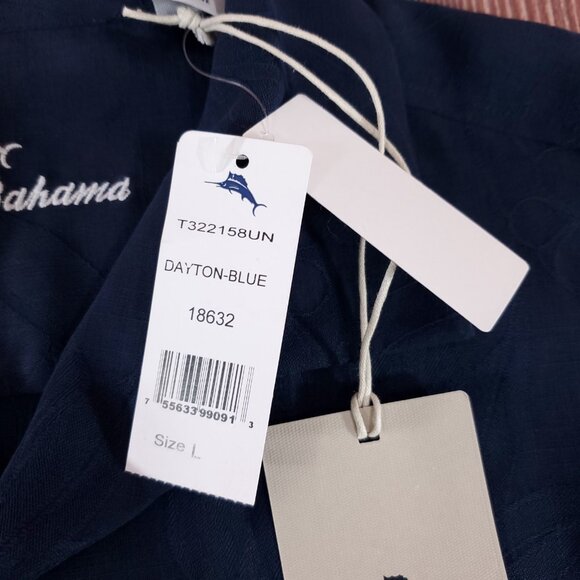 Bahama
T322158UN
DAYTON-BLUE
18632
7 55633 99091 3
Size L